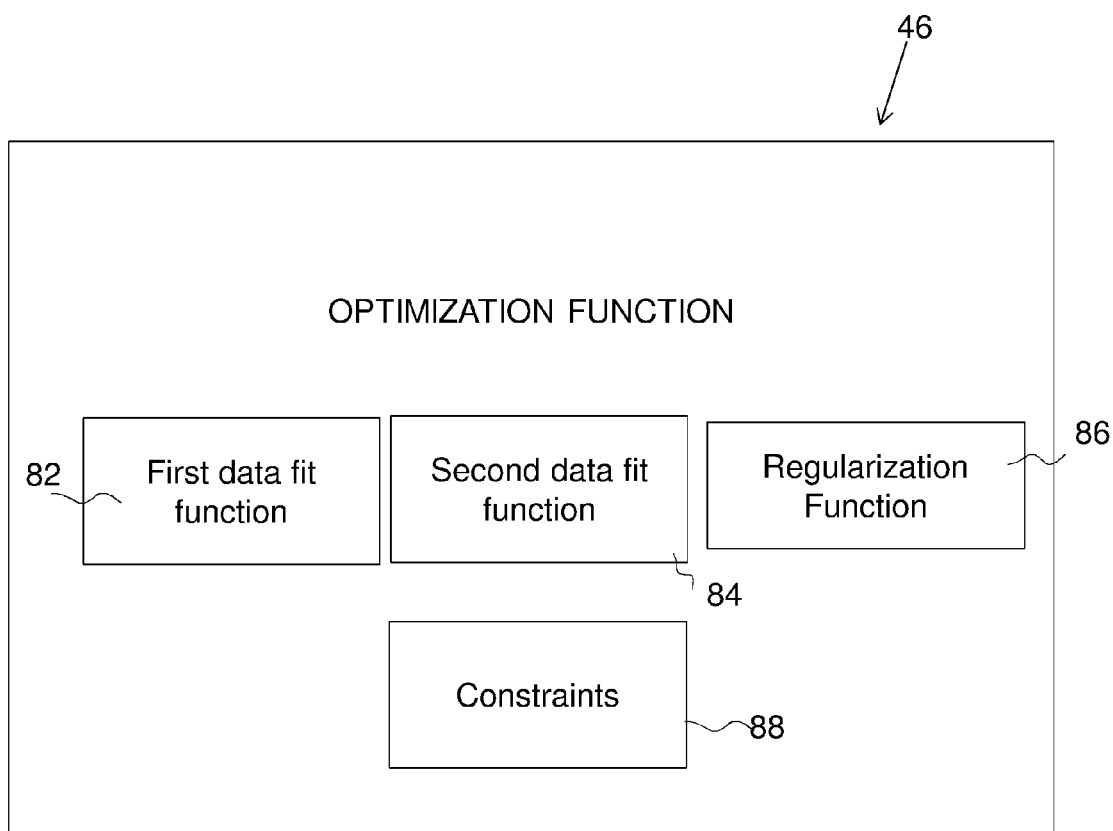 46
OPTIMIZATION FUNCTION
82
First data fit
function
Second data fit
function
84
Regularization
Function
86
Constraints
88